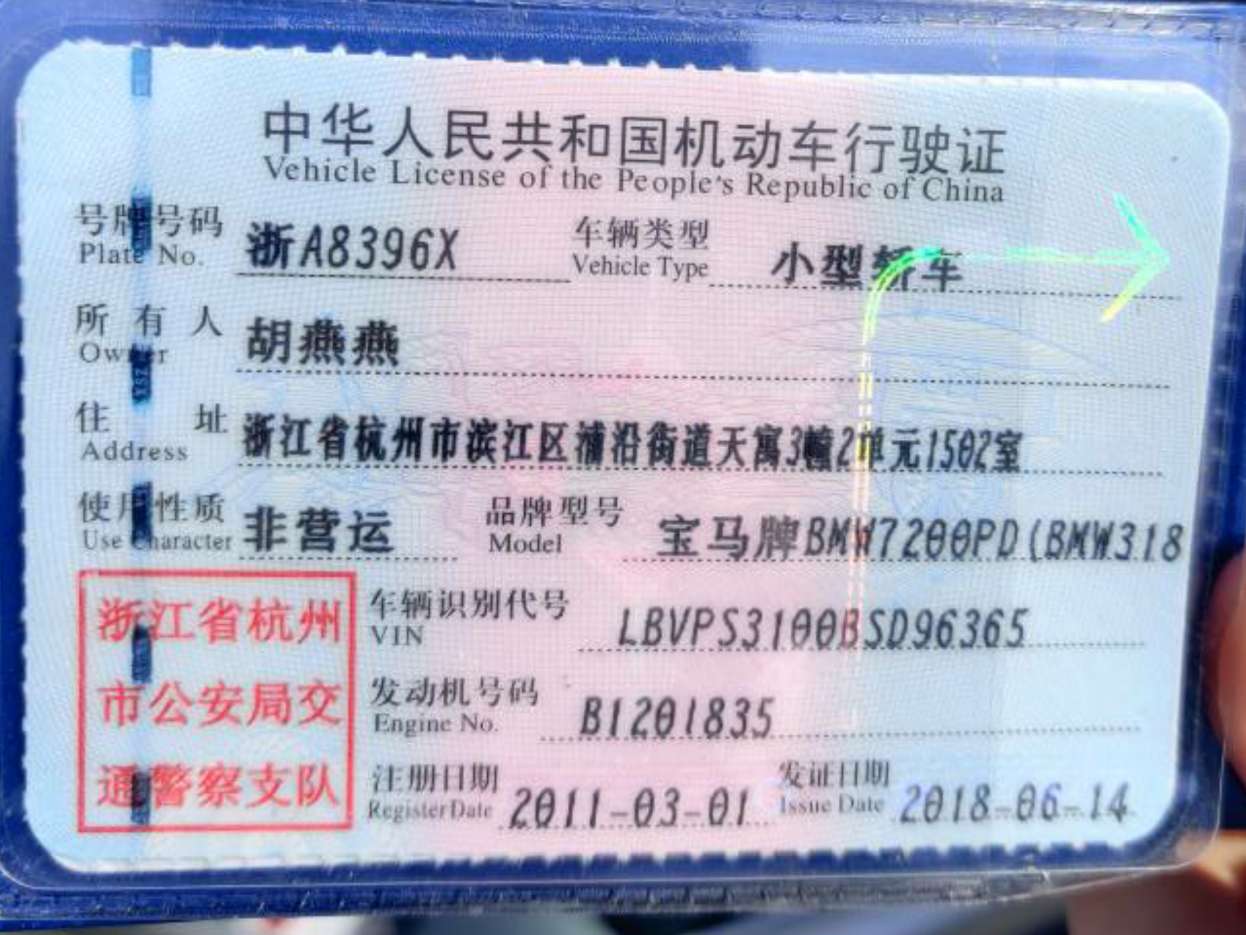 中华人民共和国机动车行驶证
Vehicle License of the People's Republic of China
号牌号码 浙A8396X 车辆类型 小型轿车
Plate No. Vehicle Type
所有人 胡燕燕
Owner
住址 浙江省杭州市滨江区浦沿街道天寓3幢2单元1502室
Address
使用性质 非营运 品牌型号 宝马牌BMW7200PD(BMW318
Use Character Model
浙江省杭州 车辆识别代号 LBVPS3100BSD96365
VIN
市公安局交 发动机号码 B1201835
Engine No.
通警察支队 注册日期 2011-03-01 发证日期 2018-06-14
Register Date Issue Date